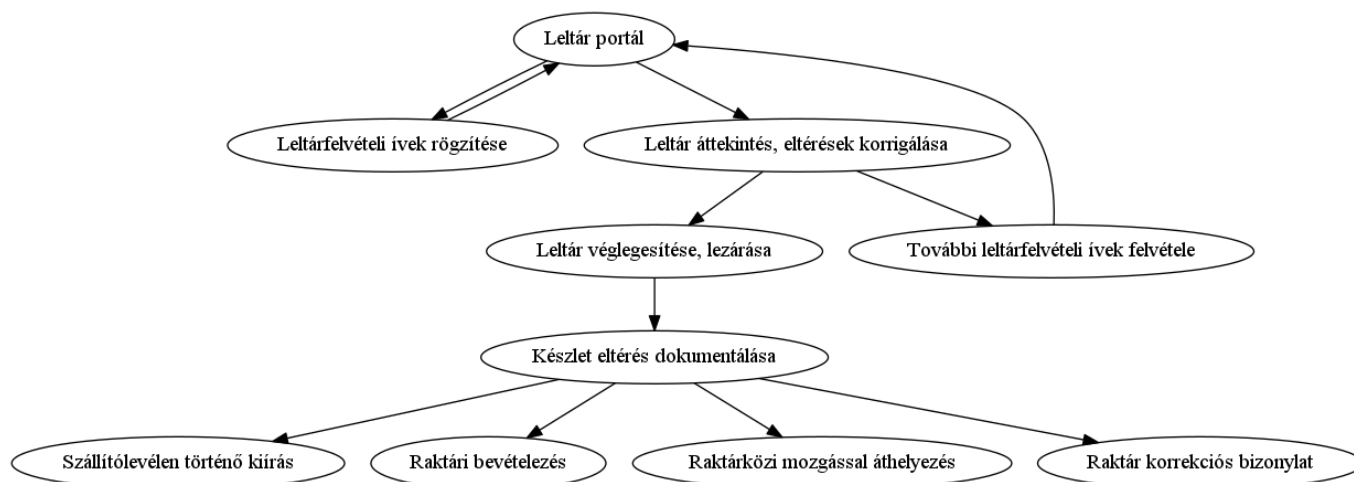 Leltár portál
Leltárfelvételi ívek rögzítése
Leltár áttekintés, eltérések korrigálása
Leltár véglegesítése, lezárása
További leltárfelvételi ívek felvétele
Készlet eltérés dokumentálása
Szállítólevélen történő kiírás
Raktári bevételezés
Raktárközi mozgással áthelyezés
Raktár korrekciós bizonylat